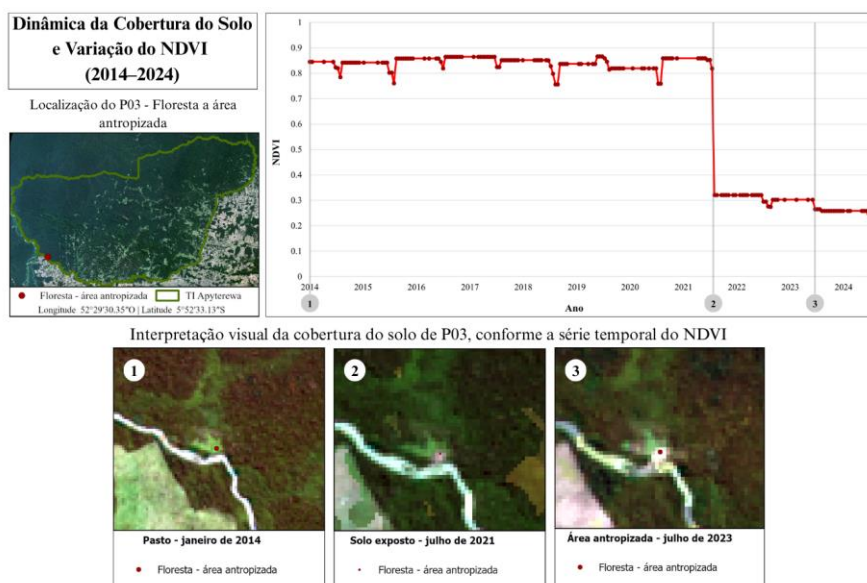 Dinâmica da Cobertura do Solo
e Variação do NDVI
(2014–2024)
Localização do P03 - Floresta a área
antropizada
Floresta - área antropizada TI Apyterewa
Longitude 52°29'30.35"O | Latitude 5°52'33.13"S
1
0.9
0.8
0.7
0.6
0.5
0.4
0.3
0.2
0.1
0
NDVI
2014 2015 2016 2017 2018 2019 2020 2021 2022 2023 2024
1 2 3
Ano
Interpretação visual da cobertura do solo de P03, conforme a série temporal do NDVI
1
Pasto - janeiro de 2014
Floresta - área antropizada
2
Solo exposto - julho de 2021
Floresta - área antropizada
3
Área antropizada - julho de 2023
Floresta - área antropizada